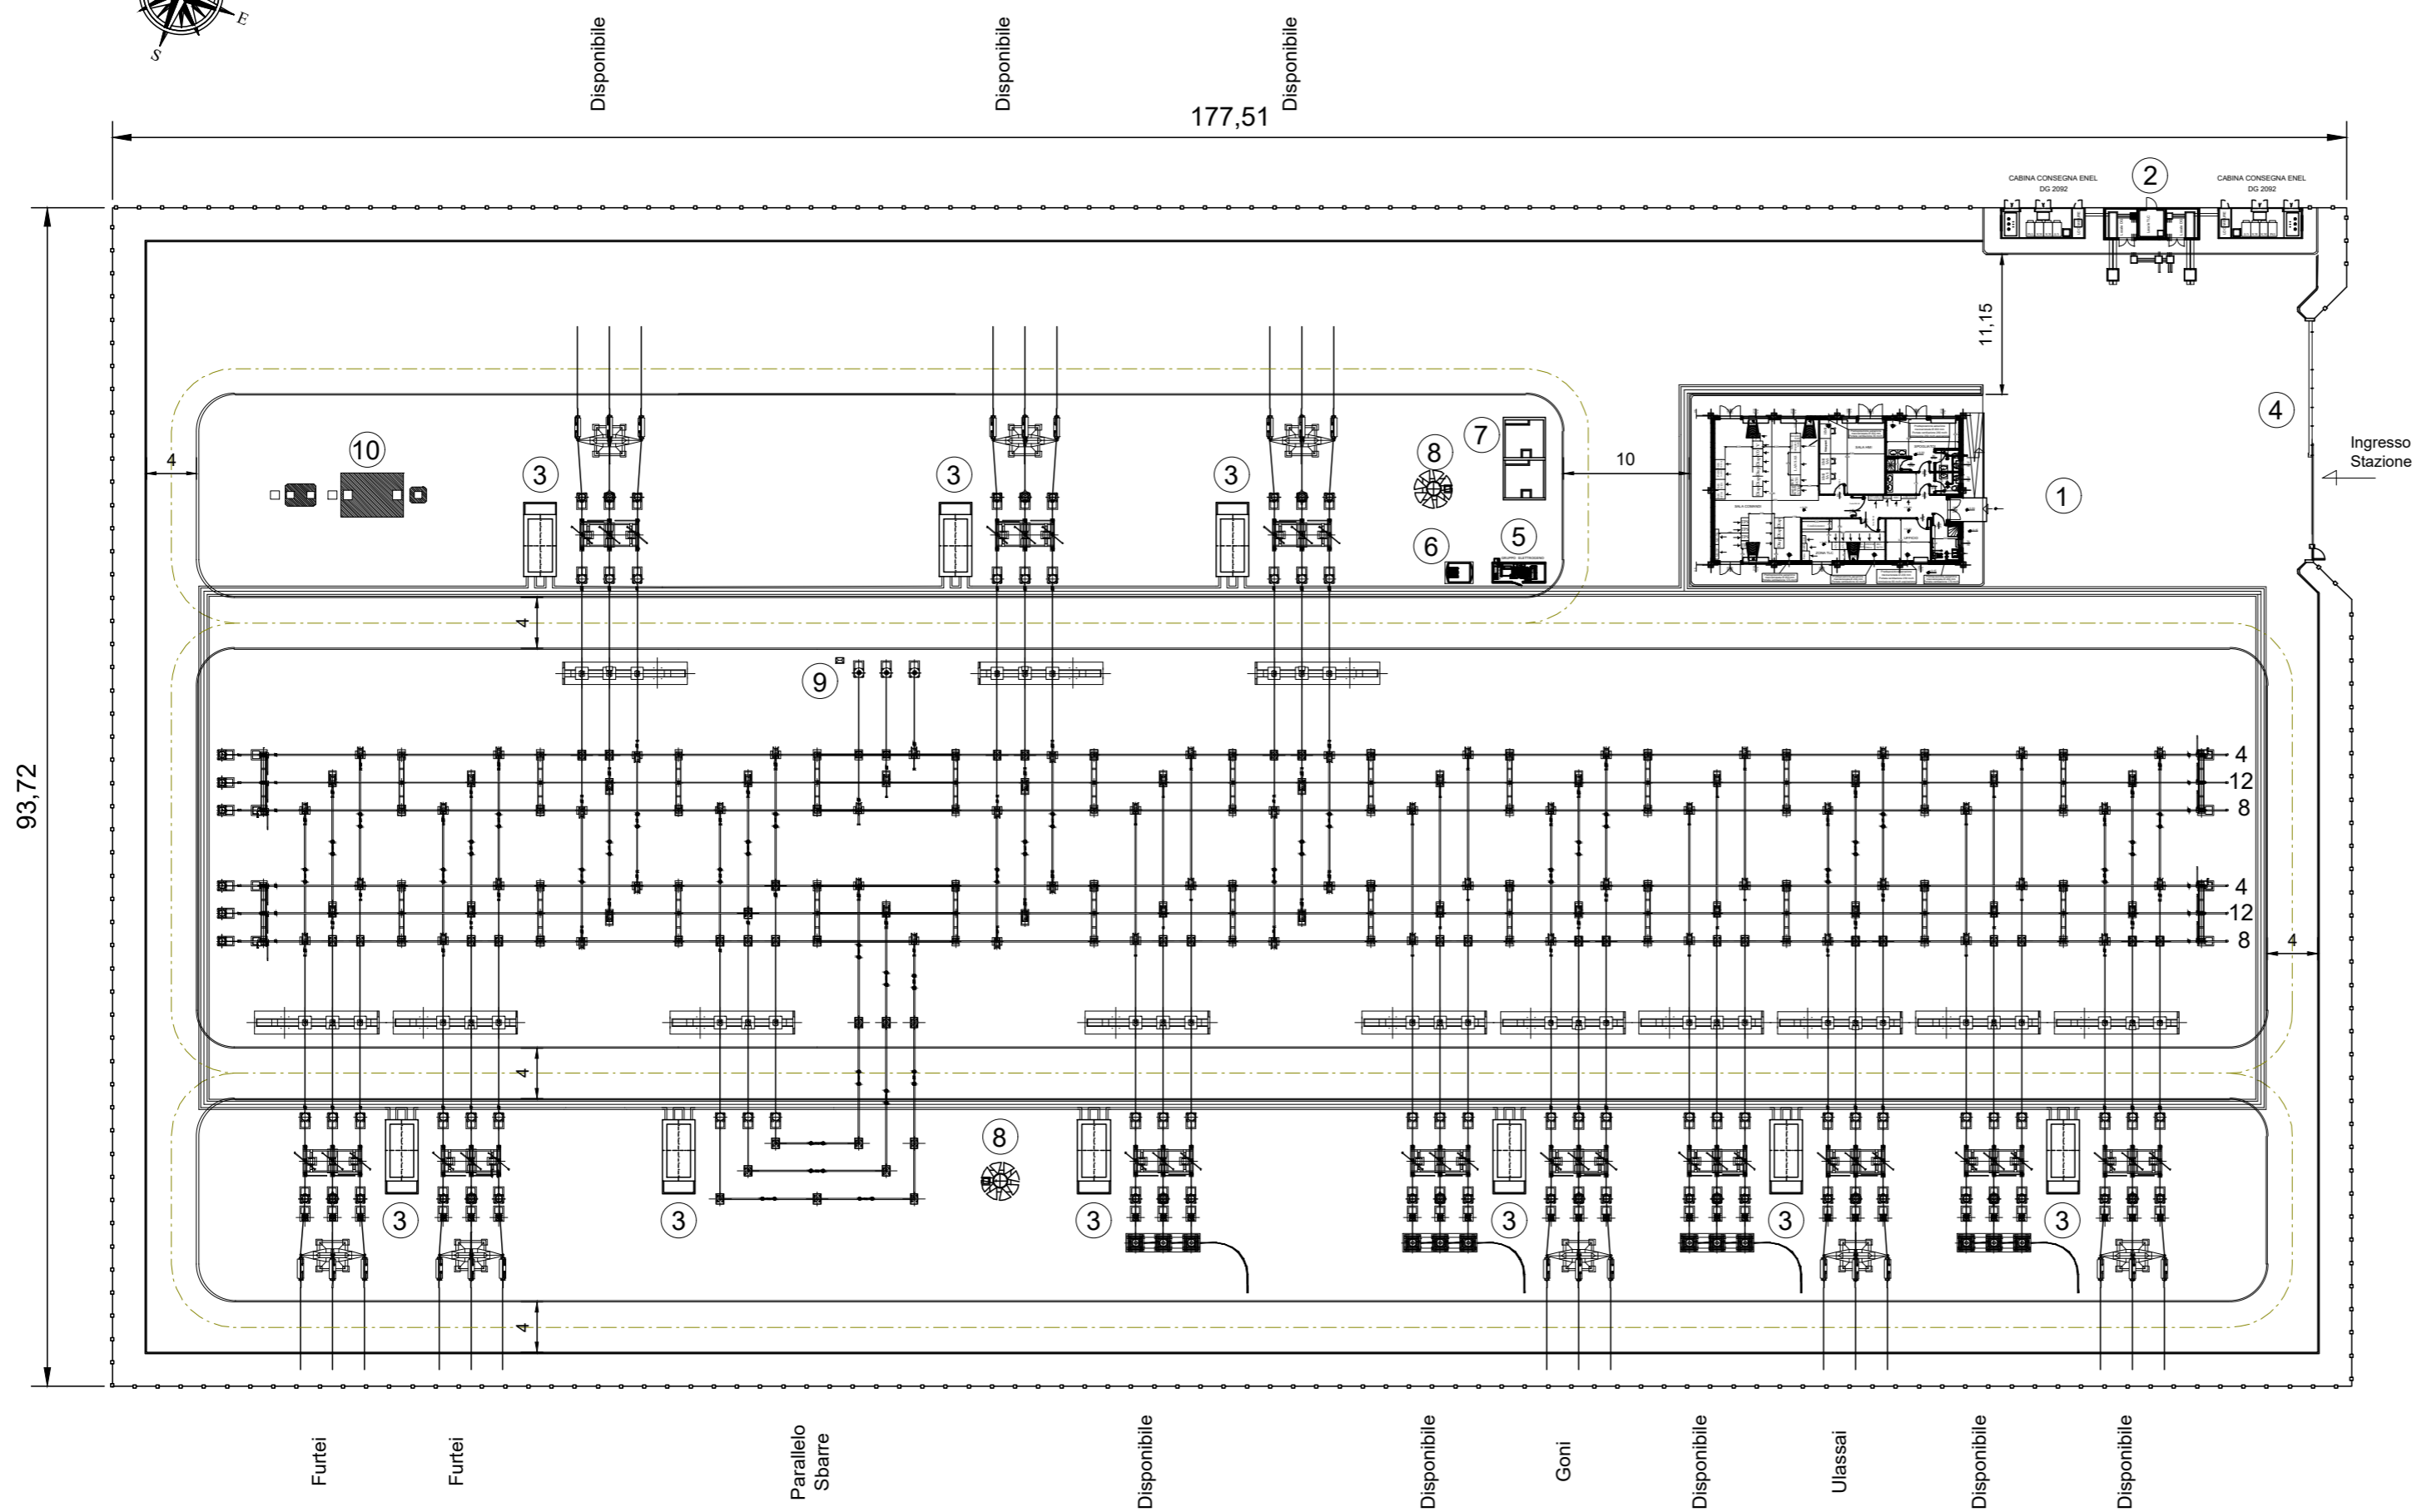 E
S
Disponibile
Disponibile
Disponibile
177,51
CABINA CONSEGNA ENEL
DG 2092
2
CABINA CONSEGNA ENEL
DG 2092
11,15
4
Ingresso
Stazione
10
4
3
3
3
8
7
10
1
6
5
4
9
93,72
4
12
8
4
12
8
4
4
8
3
3
3
3
3
3
4
Furtei
Furtei
Parallelo
Sbarre
Disponibile
Disponibile
Goni
Disponibile
Ulassai
Disponibile
Disponibile